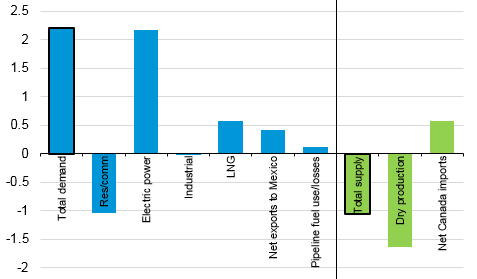 2.5
2
1.5
1
0.5
0
-0.5
-1
-1.5
-2
Total demand
Res/comm
Electric power
Industrial
LNG
Net exports to Mexico
Pipeline fuel use/losses
Total supply
Dry production
Net Canada imports